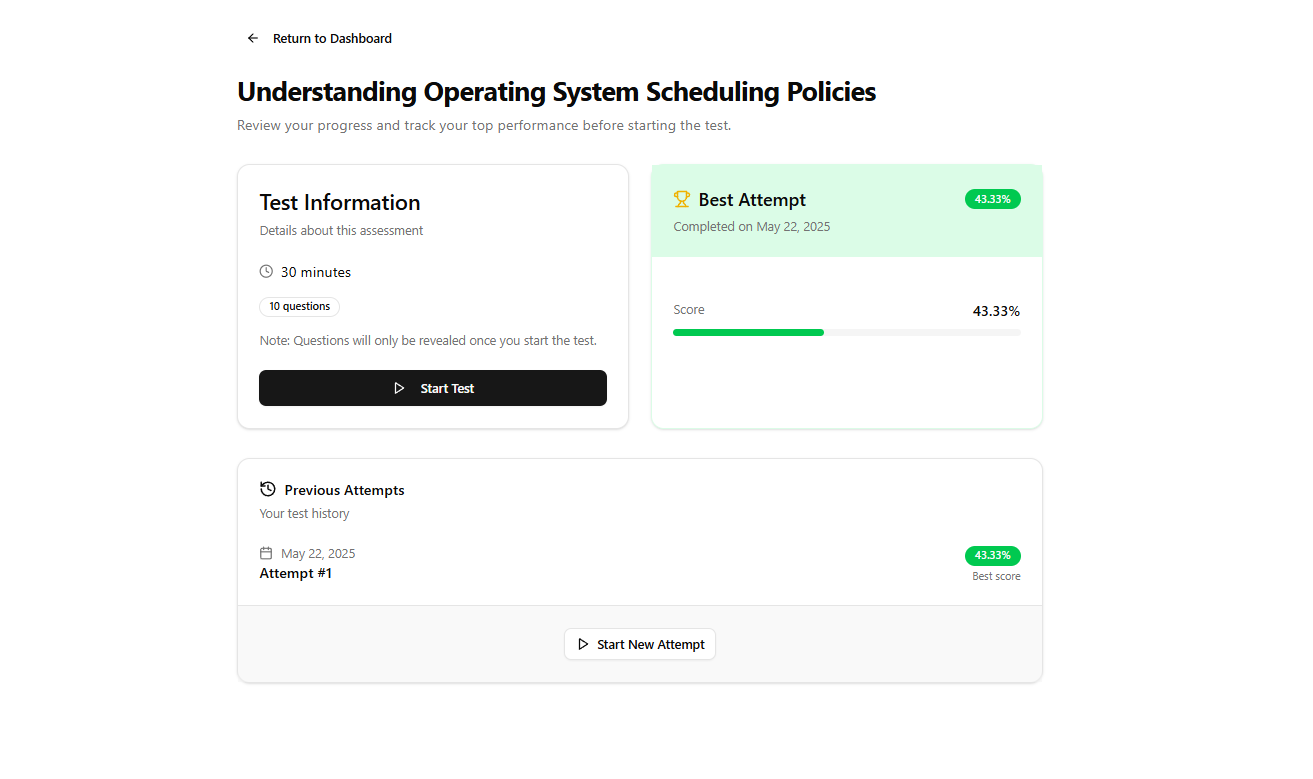 Return to Dashboard
Understanding Operating System Scheduling Policies
Review your progress and track your top performance before starting the test.
Test Information
Details about this assessment
30 minutes
10 questions
Note: Questions will only be revealed once you start the test.
Start Test
Best Attempt
43.33%
Completed on May 22, 2025
Score
43.33%
Previous Attempts
Your test history
May 22, 2025
Attempt #1
43.33%
Best score
Start New Attempt